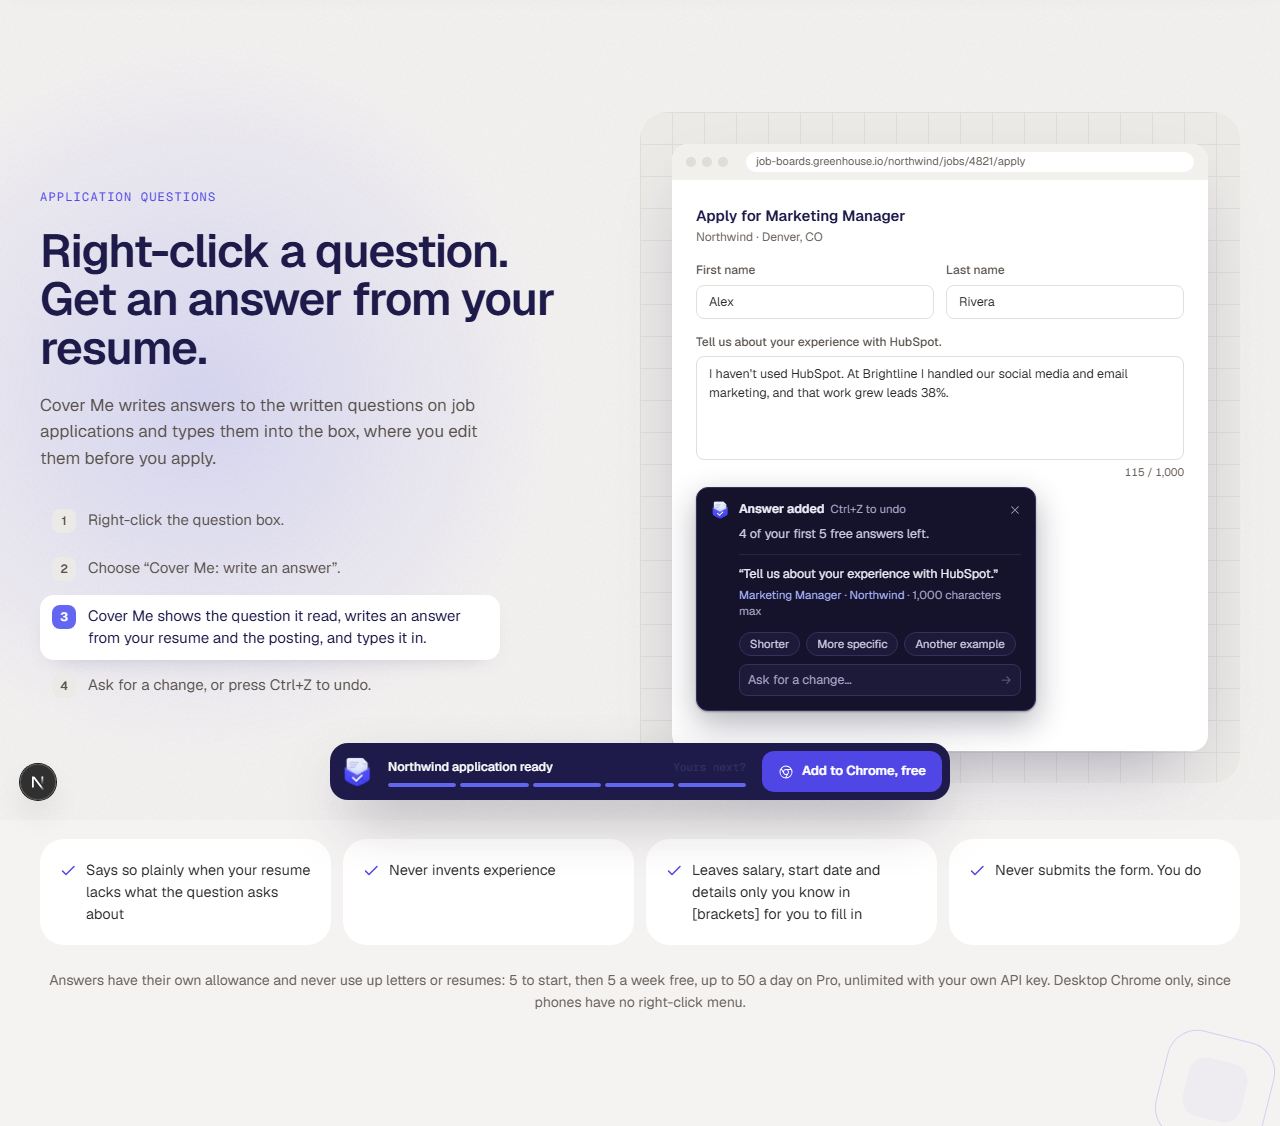 APPLICATION QUESTIONS
Right-click a question.
Get an answer from your
resume.
Cover Me writes answers to the written questions on job
applications and types them into the box, where you edit
them before you apply.
1 Right-click the question box.
2 Choose “Cover Me: write an answer”.
3 Cover Me shows the question it read, writes an answer
from your resume and the posting, and types it in.
4 Ask for a change, or press Ctrl+Z to undo.
job-boards.greenhouse.io/northwind/jobs/4821/apply
Apply for Marketing Manager
Northwind · Denver, CO
First name Last name
Alex Rivera
Tell us about your experience with HubSpot.
I haven't used HubSpot. At Brightline I handled our social media and email
marketing, and that work grew leads 38%.
115 / 1,000
Answer added Ctrl+Z to undo
4 of your first 5 free answers left.
“Tell us about your experience with HubSpot.”
Marketing Manager · Northwind · 1,000 characters
max
Shorter More specific Another example
Ask for a change...
N
Northwind application ready Yours next? Add to Chrome, free
Says so plainly when your resume
lacks what the question asks
about
Never invents experience
Leaves salary, start date and
details only you know in
[brackets] for you to fill in
Never submits the form. You do
Answers have their own allowance and never use up letters or resumes: 5 to start, then 5 a week free, up to 50 a day on Pro, unlimited with your own API key. Desktop Chrome only, since
phones have no right-click menu.